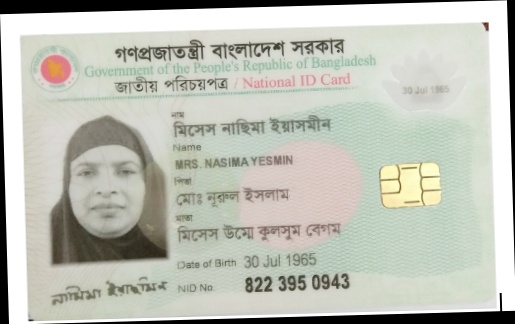 গণপ্রজাতন্ত্রী বাংলাদেশ সরকার
Government of the People's Republic of Bangladesh
জাতীয় পরিচয়পত্র / National ID Card
30 Jul 1965
নাম
মিসেস নাছিমা ইয়াসমীন
Name
MRS. NASIMA YESMIN
পিতা
মোঃ নূরুল ইসলাম
মাতা
মিসেস উম্মে কুলসুম বেগম
Date of Birth 30 Jul 1965
NID No. 822 395 0943